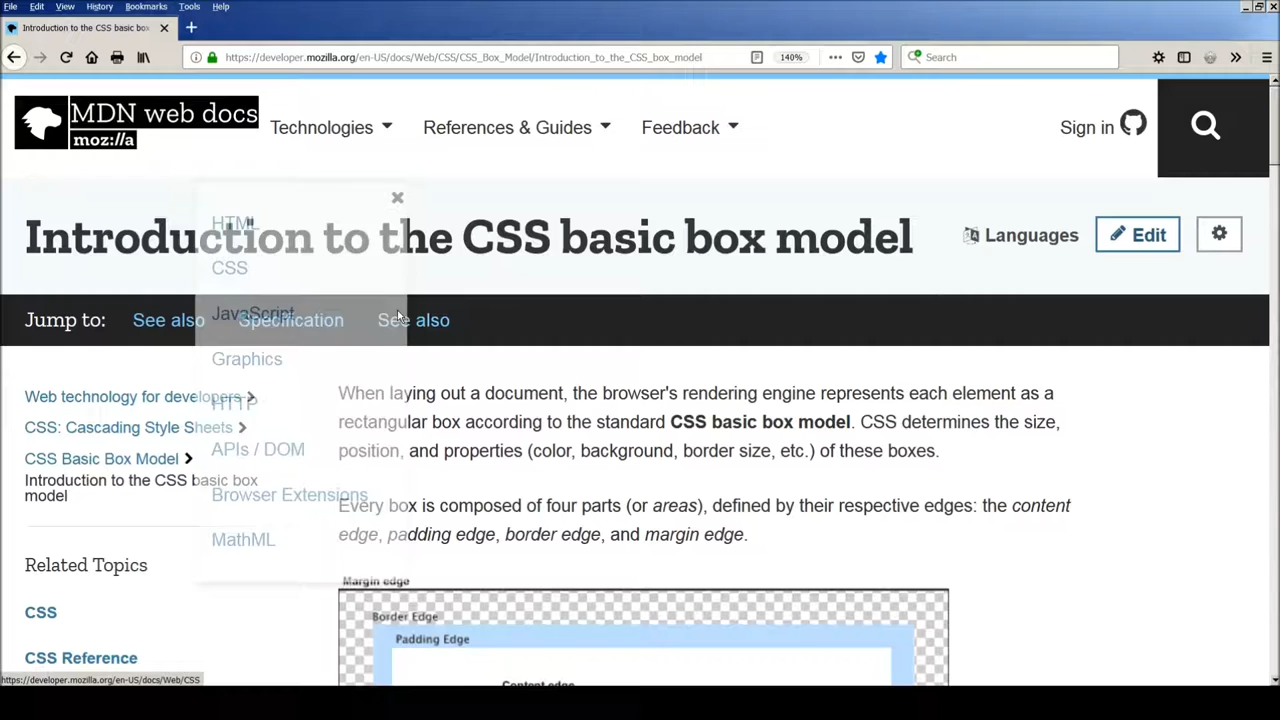 File Edit View History Bookmarks Tools Help
Introduction to the CSS basic box
https://developer.mozilla.org/en-US/docs/Web/CSS/CSS_Box_Model/Introduction_to_the_CSS_box_model 140% Search
MDN web docs
moz://a
Technologies References & Guides Feedback Sign in
Introduction to the CSS basic box model Languages Edit
Jump to: See also Specification See also
HTML
CSS
JavaScript
Graphics
HTTP
APIs / DOM
Browser Extensions
MathML
Web technology for developers
CSS: Cascading Style Sheets
CSS Basic Box Model
Introduction to the CSS basic box
model
Related Topics
CSS
CSS Reference
When laying out a document, the browser's rendering engine represents each element as a
rectangular box according to the standard CSS basic box model. CSS determines the size,
position, and properties (color, background, border size, etc.) of these boxes.
Every box is composed of four parts (or areas), defined by their respective edges: the content
edge, padding edge, border edge, and margin edge.
Margin edge
Border Edge
Padding Edge
Content edge
https://developer.mozilla.org/en-US/docs/Web/CSS